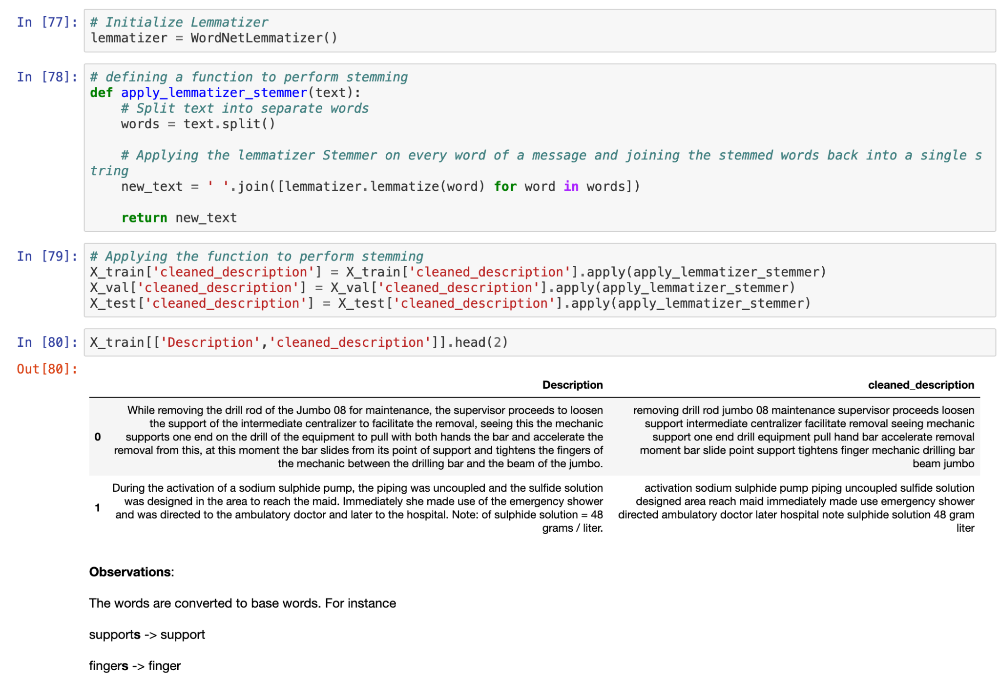 In [77]:
# Initialize Lemmatizer
lemmatizer = WordNetLemmatizer()
In [78]:
# defining a function to perform stemming
def apply_lemmatizer_stemmer(text):
    # Split text into separate words
    words = text.split()
    # Applying the lemmatizer Stemmer on every word of a message and joining the stemmed words back into a single s
tring
    new_text = ' '.join([lemmatizer.lemmatize(word) for word in words])
    return new_text
In [79]:
# Applying the function to perform stemming
X_train['cleaned_description'] = X_train['cleaned_description'].apply(apply_lemmatizer_stemmer)
X_val['cleaned_description'] = X_val['cleaned_description'].apply(apply_lemmatizer_stemmer)
X_test['cleaned_description'] = X_test['cleaned_description'].apply(apply_lemmatizer_stemmer)
In [80]:
X_train[['Description','cleaned_description']].head(2)
Out[80]:
Description
cleaned_description
0
While removing the drill rod of the Jumbo 08 for maintenance, the supervisor proceeds to loosen
the support of the intermediate centralizer to facilitate the removal, seeing this the mechanic
supports one end on the drill of the equipment to pull with both hands the bar and accelerate the
removal from this, at this moment the bar slides from its point of support and tightens the fingers of
the mechanic between the drilling bar and the beam of the jumbo.
removing drill rod jumbo 08 maintenance supervisor proceeds loosen
support intermediate centralizer facilitate removal seeing mechanic
support one end drill equipment pull hand bar accelerate removal
moment bar slide point support tightens finger mechanic drilling bar
beam jumbo
1
During the activation of a sodium sulphide pump, the piping was uncoupled and the sulfide solution
was designed in the area to reach the maid. Immediately she made use of the emergency shower
and was directed to the ambulatory doctor and later to the hospital. Note: of sulphide solution = 48
grams / liter.
activation sodium sulphide pump piping uncoupled sulfide solution
designed area reach maid immediately made use emergency shower
directed ambulatory doctor later hospital note sulphide solution 48 gram
liter
Observations:
The words are converted to base words. For instance
supports -> support
fingers -> finger